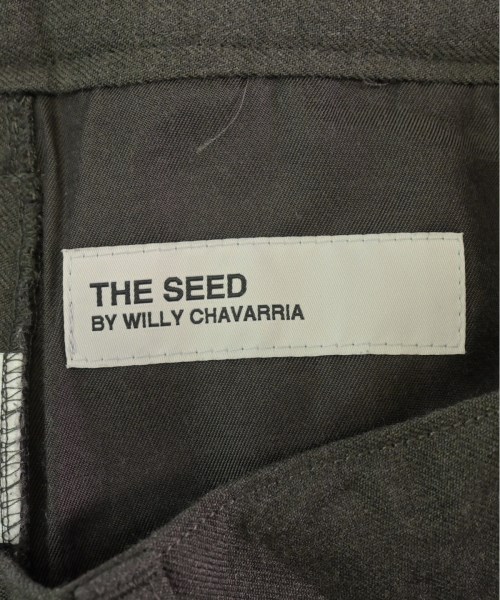 THE SEED
BY WILLY CHAVARRIA